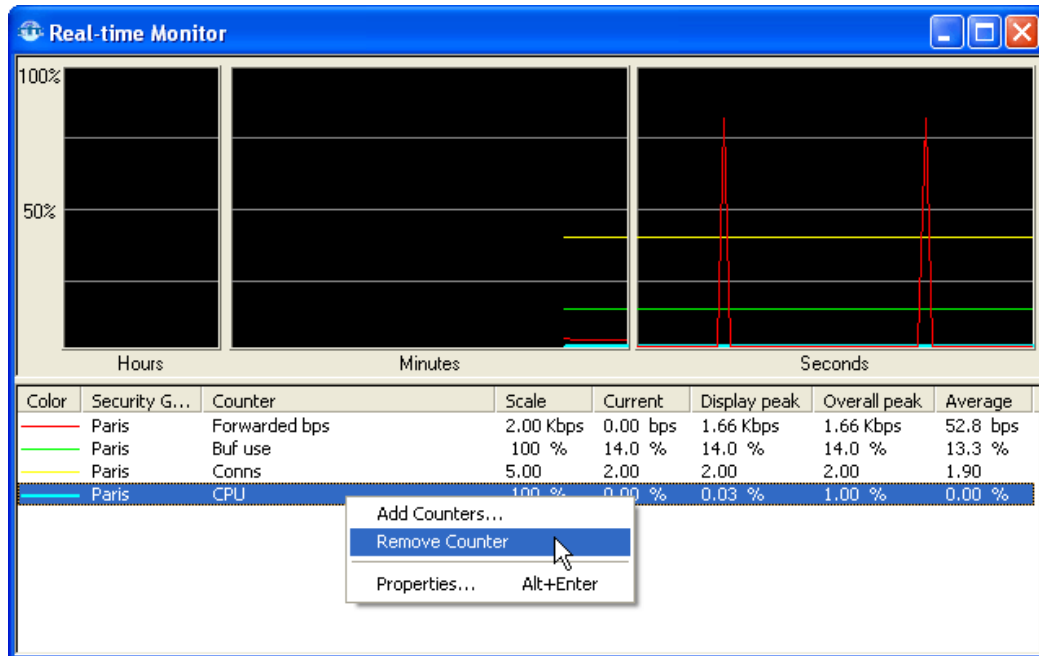 Real-time Monitor
100%
50%
Hours Minutes Seconds
Color Security G... Counter Scale Current Display peak Overall peak Average
Paris Forwarded bps 2.00 Kbps 0.00 bps 1.66 Kbps 1.66 Kbps 52.8 bps
Paris Buf use 100 % 14.0 % 14.0 % 14.0 % 13.3 %
Paris Conns 5.00 2.00 2.00 2.00 1.90
Paris CPU 100 % 0.00 % 0.03 % 1.00 % 0.00 %
Add Counters...
Remove Counter
Properties... Alt+Enter